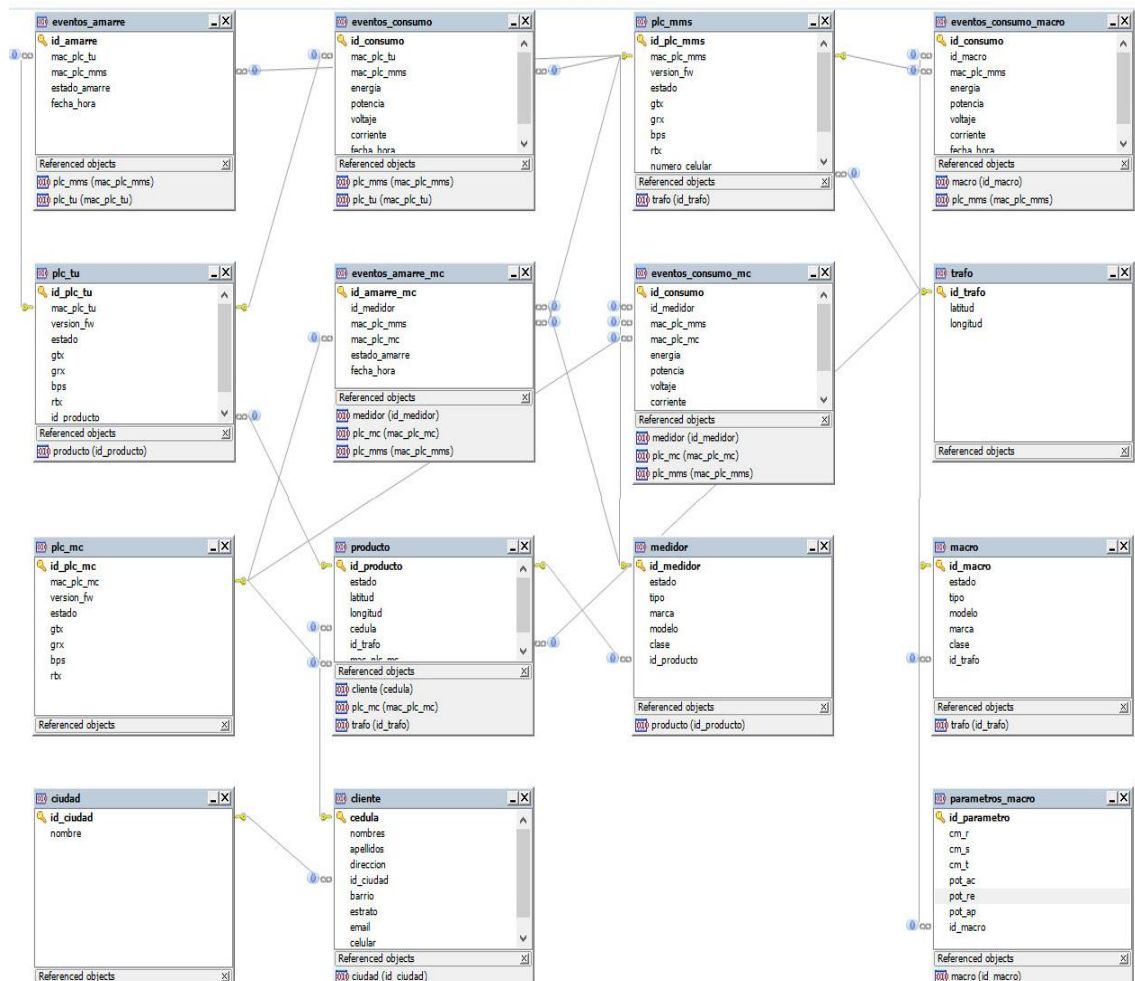 eventos_amarre
id_amarre
mac_plc_tu
mac_plc_mms
estado_amarre
fecha_hora
Referenced objects
plc_mms (mac_plc_mms)
plc_tu (mac_plc_tu)
eventos_consumo
id_consumo
mac_plc_tu
mac_plc_mms
energia
potencia
voltaje
corriente
fecha_hora
Referenced objects
plc_mms (mac_plc_mms)
plc_tu (mac_plc_tu)
plc_mms
id_plc_mms
mac_plc_mms
version_fw
estado
gtx
grx
bps
rtx
numero_celular
Referenced objects
trafo (id_trafo)
eventos_consumo_macro
id_consumo
id_macro
mac_plc_mms
energia
potencia
voltaje
corriente
fecha_hora
Referenced objects
macro (id_macro)
plc_mms (mac_plc_mms)
plc_tu
id_plc_tu
mac_plc_tu
version_fw
estado
gtx
grx
bps
rtx
id_producto
Referenced objects
producto (id_producto)
eventos_amarre_mc
id_amarre_mc
id_medidor
mac_plc_mms
mac_plc_mc
estado_amarre
fecha_hora
Referenced objects
medidor (id_medidor)
plc_mc (mac_plc_mc)
plc_mms (mac_plc_mms)
eventos_consumo_mc
id_consumo
id_medidor
mac_plc_mms
mac_plc_mc
energia
potencia
voltaje
corriente
Referenced objects
medidor (id_medidor)
plc_mc (mac_plc_mc)
plc_mms (mac_plc_mms)
trafo
id_trafo
latitud
longitud
Referenced objects
plc_mc
id_plc_mc
mac_plc_mc
version_fw
estado
gtx
grx
bps
rtx
Referenced objects
producto
id_producto
estado
latitud
longitud
cedula
id_trafo
mac_plc_mc
Referenced objects
cliente (cedula)
plc_mc (mac_plc_mc)
trafo (id_trafo)
medidor
id_medidor
estado
tipo
marca
modelo
clase
id_producto
Referenced objects
producto (id_producto)
macro
id_macro
estado
tipo
modelo
marca
clase
id_trafo
Referenced objects
trafo (id_trafo)
ciudad
id_ciudad
nombre
Referenced objects
cliente
cedula
nombres
apellidos
direccion
id_ciudad
barrio
estrato
email
celular
Referenced objects
ciudad (id_ciudad)
parametros_macro
id_parametro
cm_r
cm_s
cm_t
pot_ac
pot_re
pot_ap
id_macro
Referenced objects
macro (id_macro)